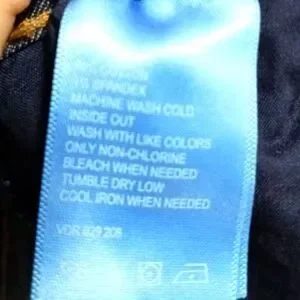 SPANDEX
MACHINE WASH COLD
INSIDE OUT
WASH WITH LIKE COLORS
ONLY NON-CHLORINE
BLEACH WHEN NEEDED
TUMBLE DRY LOW
COOL IRON WHEN NEEDED